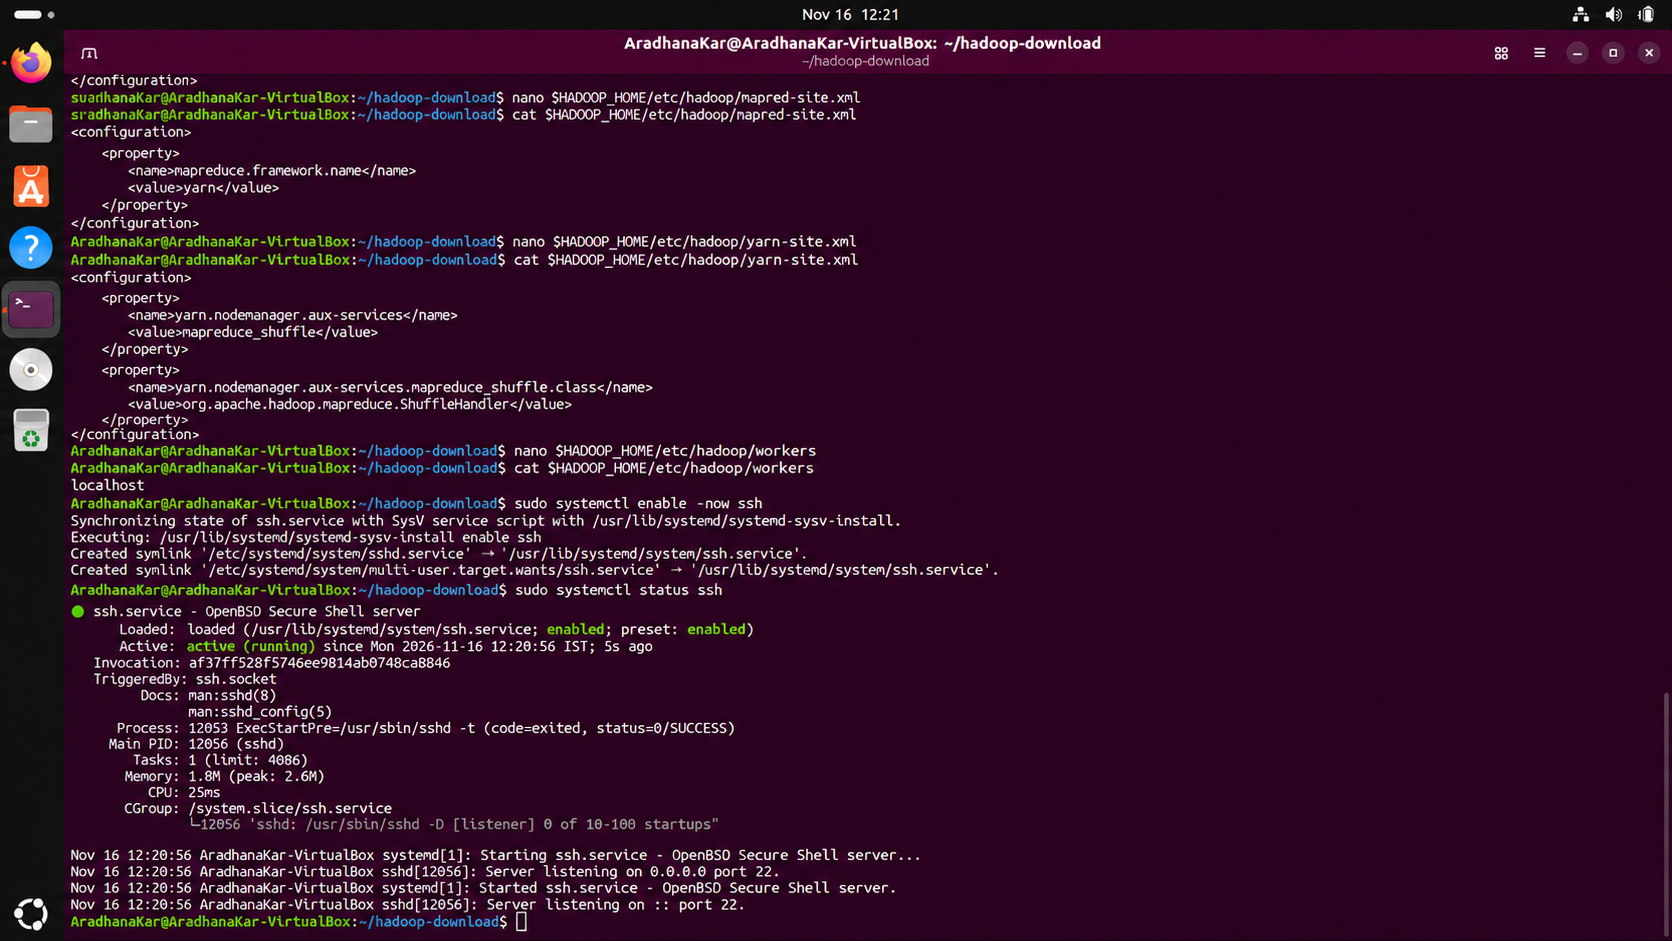 Nov 16 12:21
AradhanaKar@AradhanaKar-VirtualBox: ~/hadoop-download
~/hadoop-download
</configuration>
suadhanaKar@AradhanaKar-VirtualBox:~/hadoop-download$ nano $HADOOP_HOME/etc/hadoop/mapred-site.xml
sradhanaKar@AradhanaKar-VirtualBox:~/hadoop-download$ cat $HADOOP_HOME/etc/hadoop/mapred-site.xml
<configuration>
    <property>
        <name>mapreduce.framework.name</name>
        <value>yarn</value>
    </property>
</configuration>
AradhanaKar@AradhanaKar-VirtualBox:~/hadoop-download$ nano $HADOOP_HOME/etc/hadoop/yarn-site.xml
AradhanaKar@AradhanaKar-VirtualBox:~/hadoop-download$ cat $HADOOP_HOME/etc/hadoop/yarn-site.xml
<configuration>
    <property>
        <name>yarn.nodemanager.aux-services</name>
        <value>mapreduce_shuffle</value>
    </property>
    <property>
        <name>yarn.nodemanager.aux-services.mapreduce_shuffle.class</name>
        <value>org.apache.hadoop.mapreduce.ShuffleHandler</value>
    </property>
</configuration>
AradhanaKar@AradhanaKar-VirtualBox:~/hadoop-download$ nano $HADOOP_HOME/etc/hadoop/workers
AradhanaKar@AradhanaKar-VirtualBox:~/hadoop-download$ cat $HADOOP_HOME/etc/hadoop/workers
localhost
AradhanaKar@AradhanaKar-VirtualBox:~/hadoop-download$ sudo systemctl enable -now ssh
Synchronizing state of ssh.service with SysV service script with /usr/lib/systemd/systemd-sysv-install.
Executing: /usr/lib/systemd/systemd-sysv-install enable ssh
Created symlink '/etc/systemd/system/sshd.service' → '/usr/lib/systemd/system/ssh.service'.
Created symlink '/etc/systemd/system/multi-user.target.wants/ssh.service' → '/usr/lib/systemd/system/ssh.service'.
AradhanaKar@AradhanaKar-VirtualBox:~/hadoop-download$ sudo systemctl status ssh
● ssh.service - OpenBSD Secure Shell server
Loaded: loaded (/usr/lib/systemd/system/ssh.service; enabled; preset: enabled)
Active: active (running) since Mon 2026-11-16 12:20:56 IST; 5s ago
Invocation: af37ff528f5746ee9814ab0748ca8846
TriggeredBy: ssh.socket
Docs: man:sshd(8)
man:sshd_config(5)
Process: 12053 ExecStartPre=/usr/sbin/sshd -t (code=exited, status=0/SUCCESS)
Main PID: 12056 (sshd)
Tasks: 1 (limit: 4086)
Memory: 1.8M (peak: 2.6M)
CPU: 25ms
CGroup: /system.slice/ssh.service
└─12056 'sshd: /usr/sbin/sshd -D [listener] 0 of 10-100 startups"
Nov 16 12:20:56 AradhanaKar-VirtualBox systemd[1]: Starting ssh.service - OpenBSD Secure Shell server...
Nov 16 12:20:56 AradhanaKar-VirtualBox sshd[12056]: Server listening on 0.0.0.0 port 22.
Nov 16 12:20:56 AradhanaKar-VirtualBox systemd[1]: Started ssh.service - OpenBSD Secure Shell server.
Nov 16 12:20:56 AradhanaKar-VirtualBox sshd[12056]: Server listening on :: port 22.
AradhanaKar@AradhanaKar-VirtualBox:~/hadoop-download$